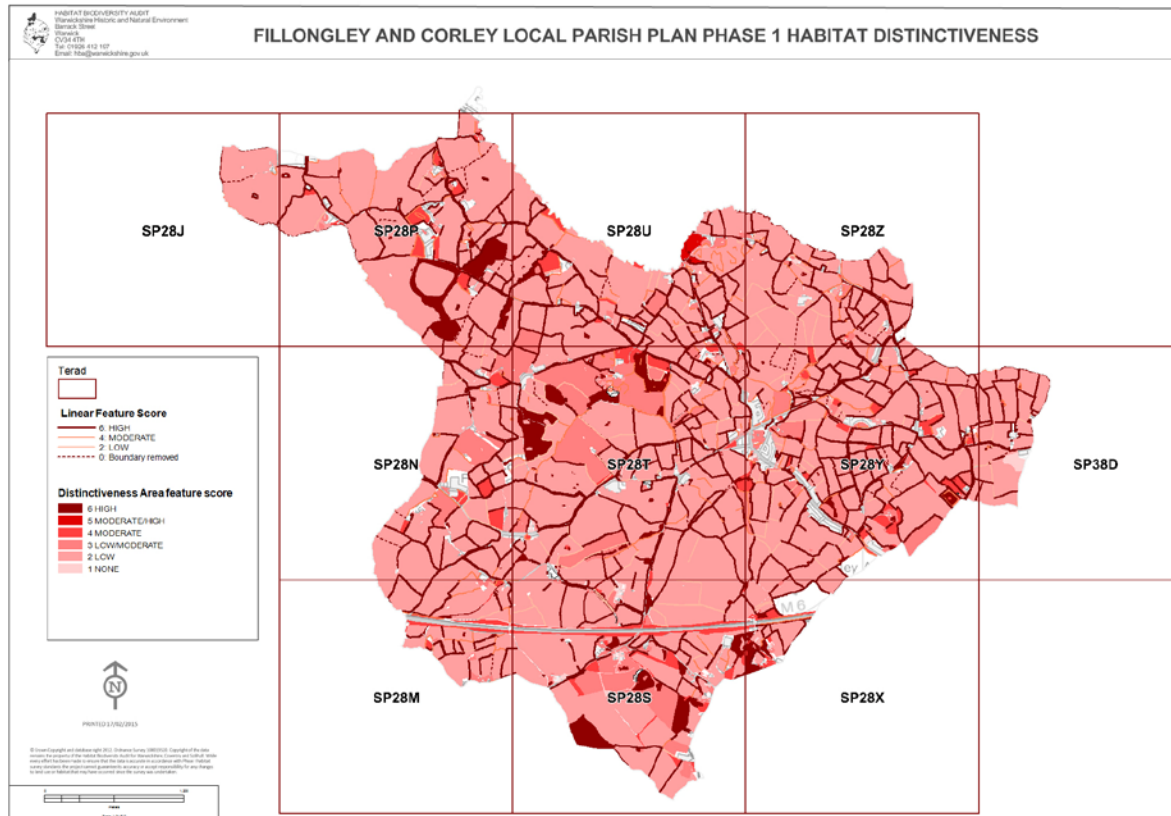 HABITAT BIODIVERSITY AUDIT
Warwickshire Historic and Natural Environment
Barrack Street
Warwick
CV34 4TH
Tel: 01926 412 197
Email: hba@warwickshire.gov.uk
FILLONGLEY AND CORLEY LOCAL PARISH PLAN PHASE 1 HABITAT DISTINCTIVENESS
SP28J
SP28P
SP28U
SP28Z
SP28N
SP28T
SP28Y
SP38D
ey
M 6
SP28M
SP28S
SP28X
Terad
Linear Feature Score
6: HIGH
4: MODERATE
2: LOW
0: Boundary removed
Distinctiveness Area feature score
6 HIGH
5 MODERATE/HIGH
4 MODERATE
3 LOW/MODERATE
2 LOW
1 NONE
N
PRINTED 17/02/2015